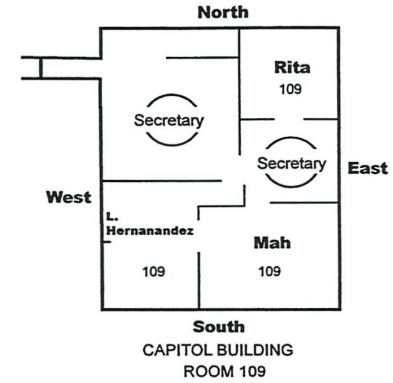 North
Rita
109
Secretary
Secretary
East
West
L.
Hernanandez
Mah
109
109
South
CAPITOL BUILDING
ROOM 109